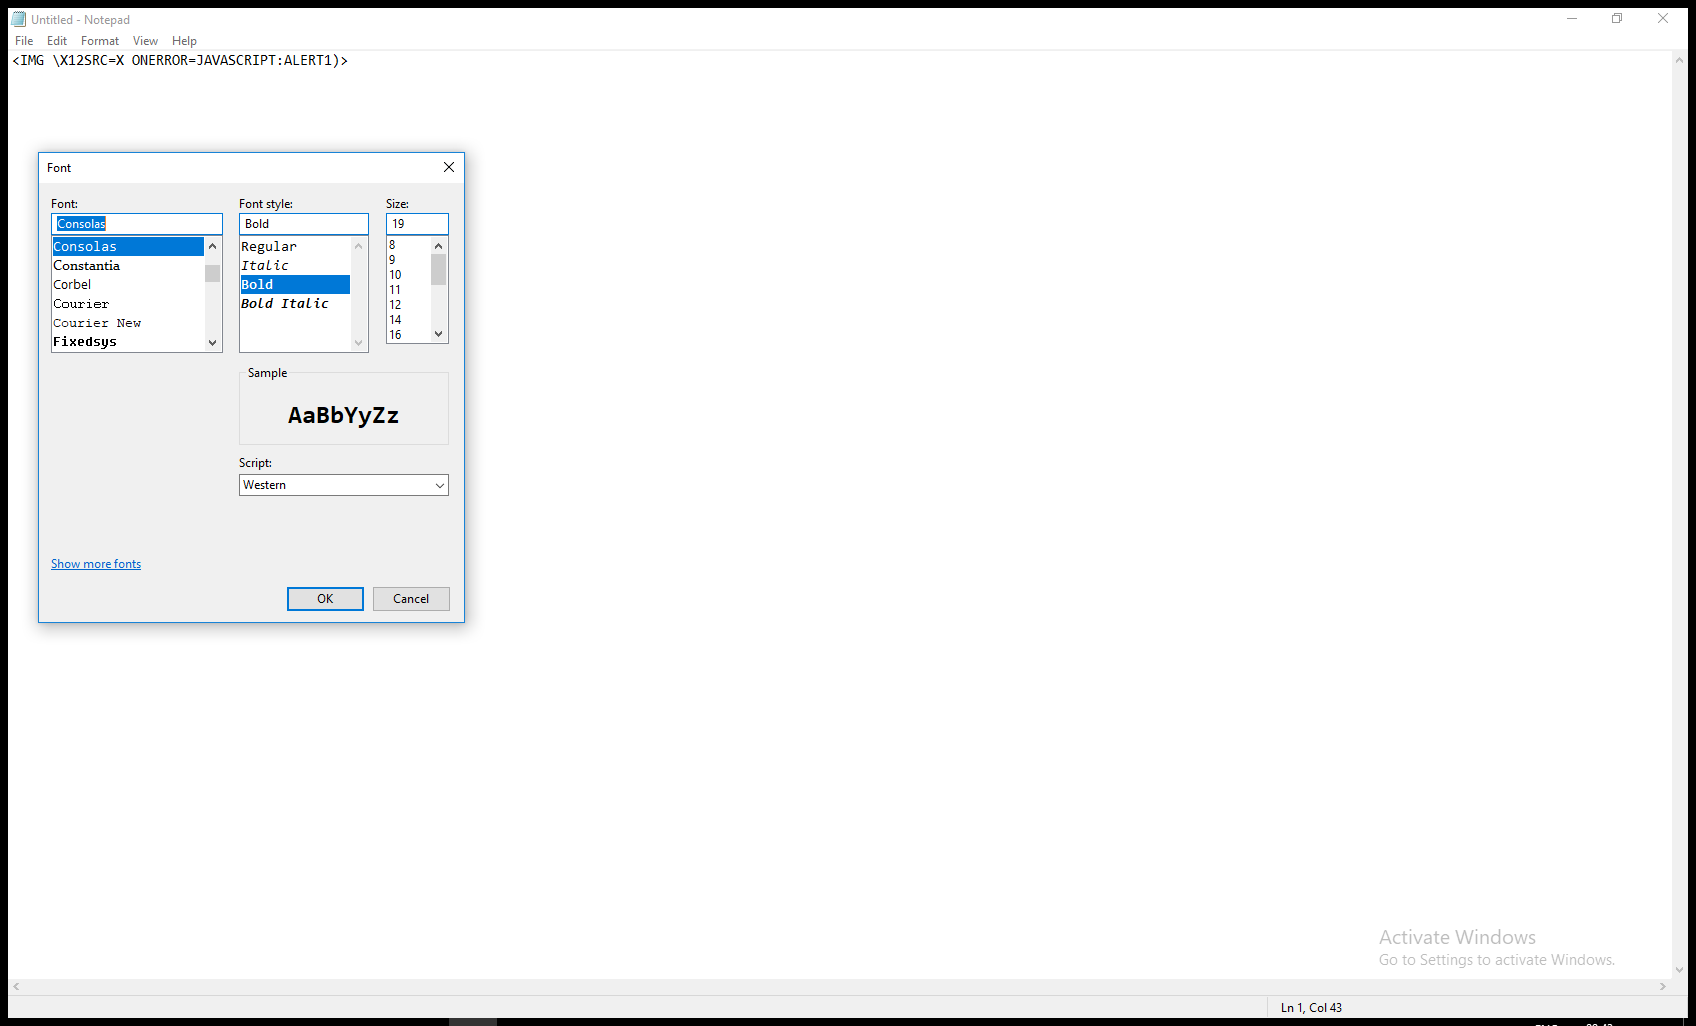 Untitled - Notepad
File Edit Format View Help
<IMG \X12SRC=X ONERROR=JAVASCRIPT:ALERT1)>
Font
Font: Font style: Size:
Consolas Bold 19
Consolas
Constantia
Corbel
Courier
Courier New
Fixedsys
Regular
Italic
Bold
Bold Italic
8
9
10
11
12
14
16
Sample
AaBbYyZz
Script:
Western
Show more fonts
OK Cancel
Activate Windows
Go to Settings to activate Windows.
Ln 1, Col 43